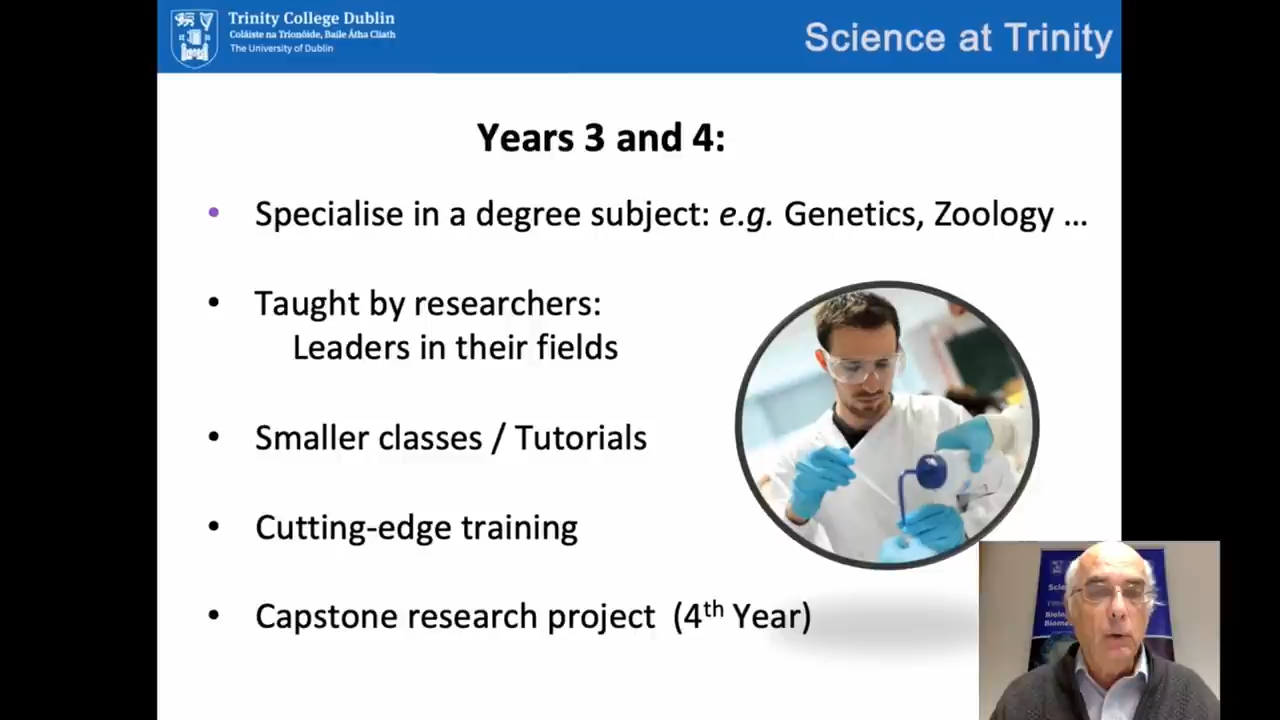 Trinity College Dublin
Coláiste na Tríonóide, Baile Átha Cliath
The University of Dublin
Science at Trinity
Years 3 and 4:
• Specialise in a degree subject: e.g. Genetics, Zoology ...
• Taught by researchers:
Leaders in their fields
• Smaller classes / Tutorials
• Cutting-edge training
• Capstone research project (4th Year)